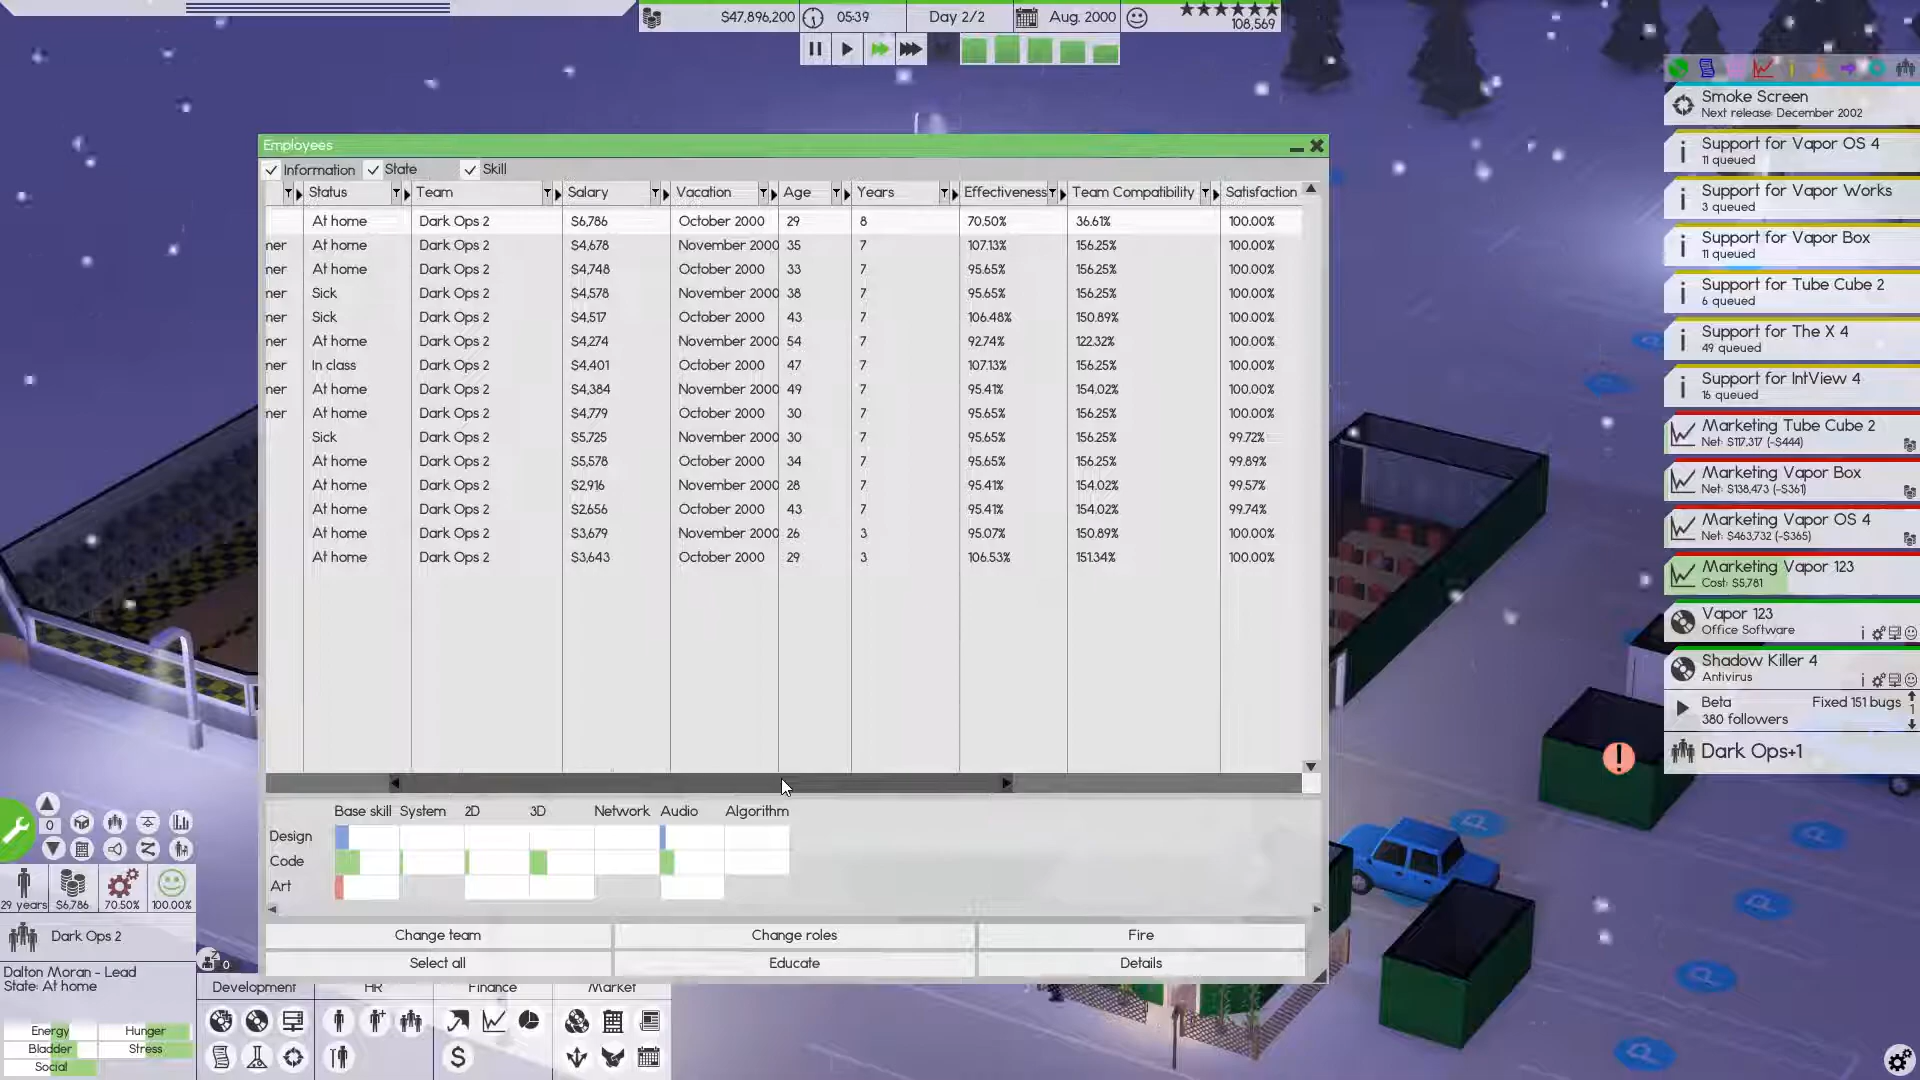 $47,896,200
05:39
Day 2/2
Aug. 2000
108,569
Employees
Information
State
Skill
Status Team Salary Vacation Age Years Effectiveness Team Compatibility Satisfaction
At home Dark Ops 2 $6,786 October 2000 29 8 70.50% 36.61% 100.00%
ner At home Dark Ops 2 $4,678 November 2000 35 7 107.13% 156.25% 100.00%
ner At home Dark Ops 2 $4,748 October 2000 33 7 95.65% 156.25% 100.00%
ner Sick Dark Ops 2 $4,578 November 2000 38 7 95.65% 156.25% 100.00%
ner Sick Dark Ops 2 $4,517 October 2000 43 7 106.48% 150.89% 100.00%
ner At home Dark Ops 2 $4,274 November 2000 54 7 92.74% 122.32% 100.00%
ner In class Dark Ops 2 $4,401 October 2000 47 7 107.13% 156.25% 100.00%
ner At home Dark Ops 2 $4,384 November 2000 49 7 95.41% 154.02% 100.00%
ner At home Dark Ops 2 $4,779 October 2000 30 7 95.65% 156.25% 100.00%
Sick Dark Ops 2 $5,725 November 2000 30 7 95.65% 156.25% 99.72%
At home Dark Ops 2 $5,578 October 2000 34 7 95.65% 156.25% 99.89%
At home Dark Ops 2 $2,916 November 2000 28 7 95.41% 154.02% 99.57%
At home Dark Ops 2 $2,656 October 2000 43 7 95.41% 154.02% 99.74%
At home Dark Ops 2 $3,679 November 2000 26 3 95.07% 150.89% 100.00%
At home Dark Ops 2 $3,643 October 2000 29 3 106.53% 151.34% 100.00%
Base skill System 2D 3D Network Audio Algorithm
Design
Code
Art
Change team Change roles Fire
Select all Educate Details
Smoke Screen
Next release: December 2002
Support for Vapor OS 4
11 queued
Support for Vapor Works
3 queued
Support for Vapor Box
11 queued
Support for Tube Cube 2
6 queued
Support for The X 4
49 queued
Support for IntView 4
16 queued
Marketing Tube Cube 2
Net: $117,317 (-$444)
Marketing Vapor Box
Net: $138,473 (-$361)
Marketing Vapor OS 4
Net: $463,732 (-$365)
Marketing Vapor 123
Cost: $5,781
Vapor 123
Office Software
Shadow Killer 4
Antivirus
Beta Fixed 151 bugs
380 followers
1
Dark Ops+1
0
29 years $6,786 70.50% 100.00%
Dark Ops 2
0
Dalton Moran - Lead
State: At home
Energy Hunger
Bladder Stress
Social
Development HR Finance Market